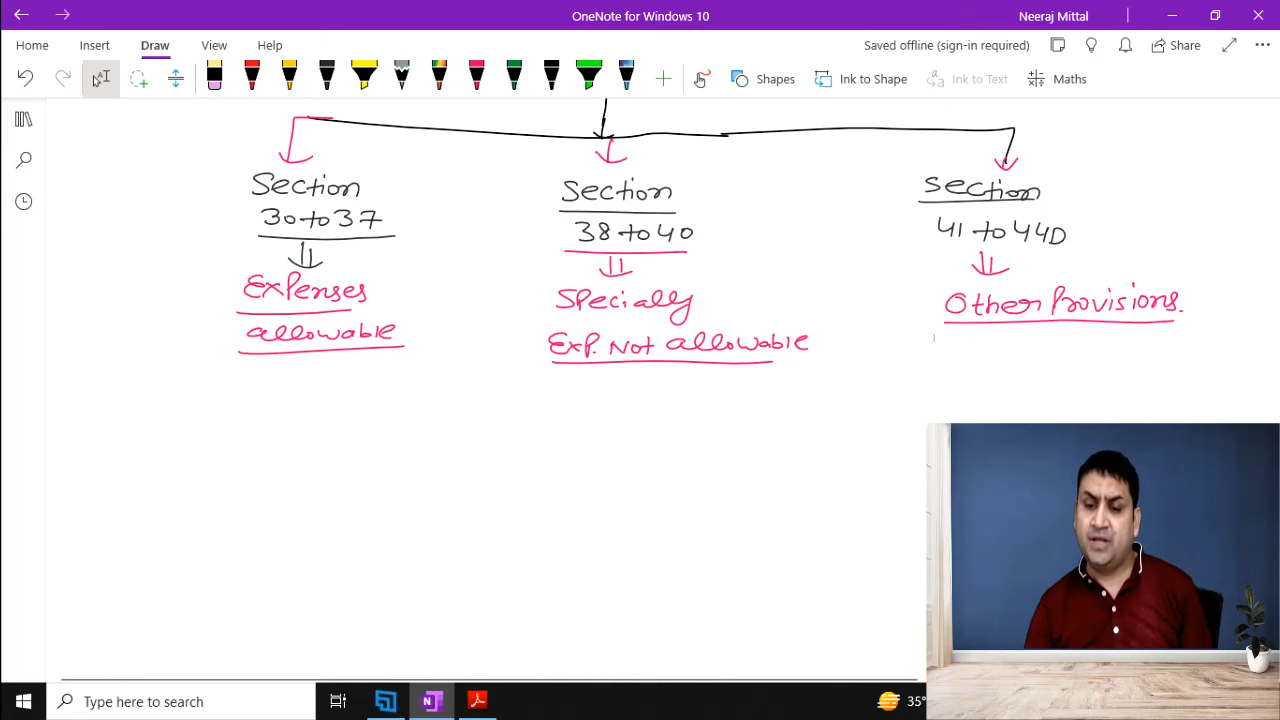 OneNote for Windows 10
Neeraj Mittal
Home Insert Draw View Help
Saved offline (sign-in required)
Share
Shapes
Ink to Shape
Ink to Text
Maths
Section
30 to 37
Expenses
allowable
Section
38 to 40
Specially
Exp. Not allowable
Section
41 to 44D
Other Provisions.
Type here to search
35°